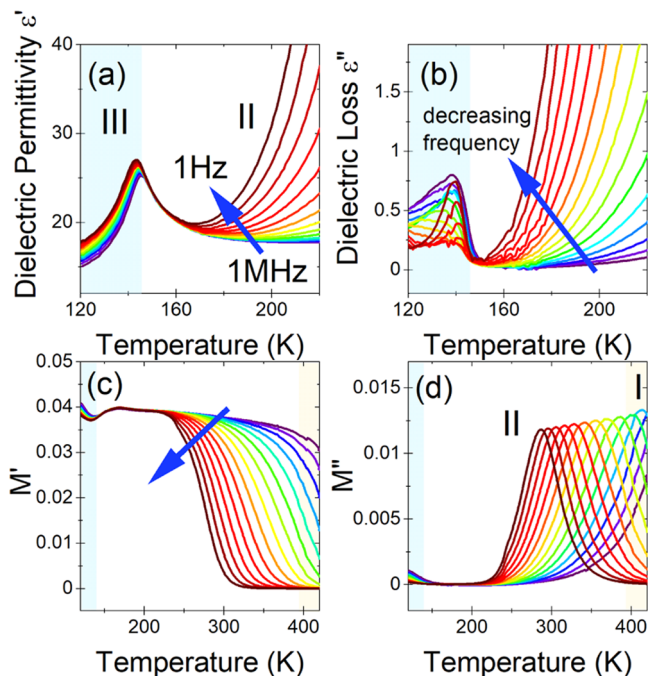 40
30
20
10
120
160
200
Dielectric Permittivity ε'
Temperature (K)
(a)
III
II
1Hz
1MHz
1.5
1
0.5
0
120
160
200
Dielectric Loss ε"
Temperature (K)
(b)
decreasing
frequency
0.05
0.04
0.03
0.02
0.01
0
200
300
400
M'
Temperature (K)
(c)
0.015
0.01
0.005
0
200
300
400
M"
Temperature (K)
(d)
I
II